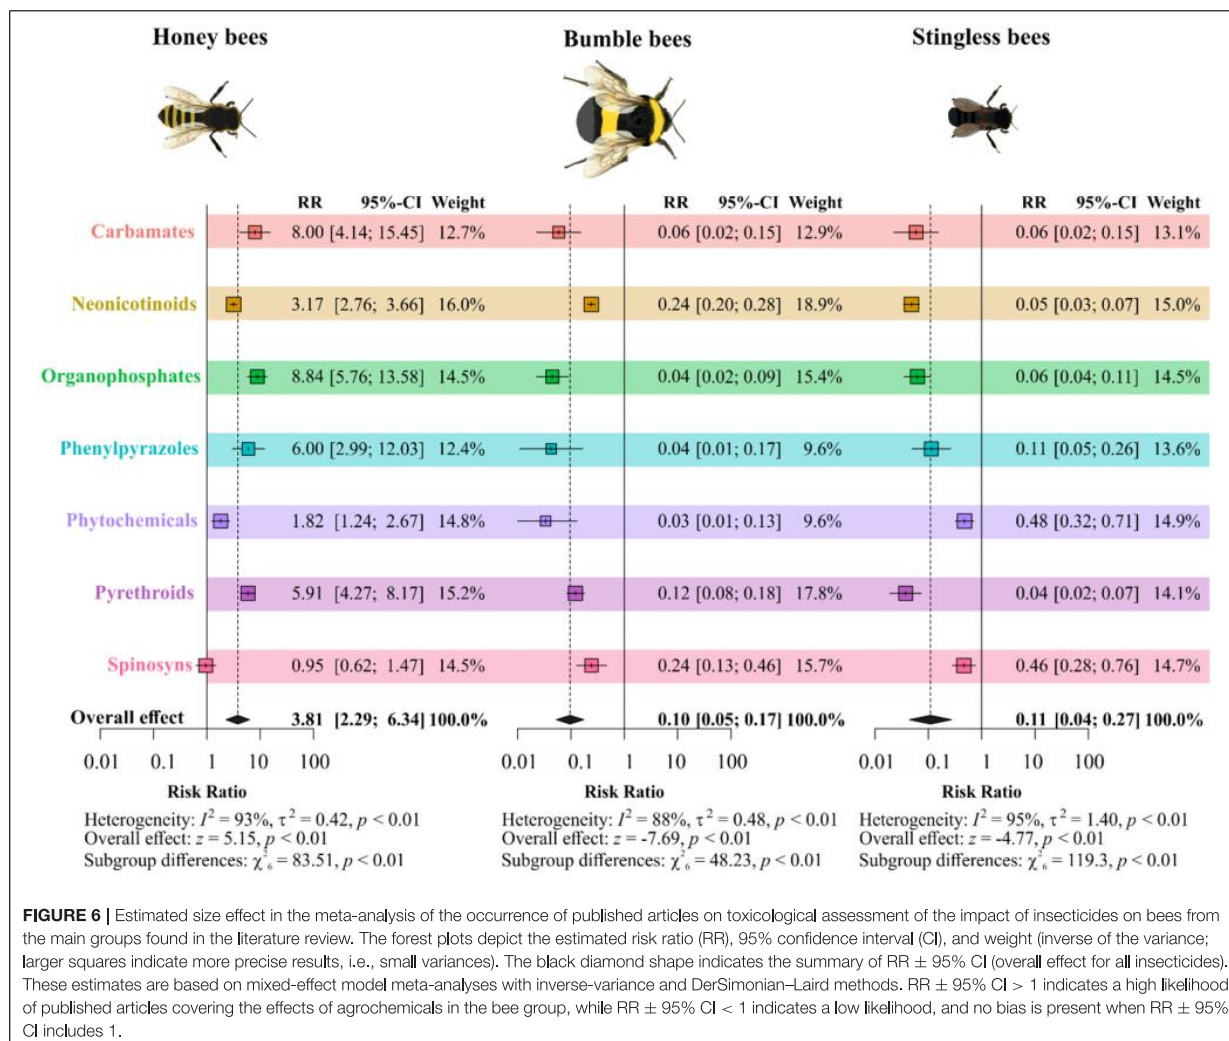 Honey bees Bumble bees Stingless bees
RR 95%-CI Weight RR 95%-CI Weight RR 95%-CI Weight
Carbamates 8.00 [4.14; 15.45] 12.7% 0.06 [0.02; 0.15] 12.9% 0.06 [0.02; 0.15] 13.1%
Neonicotinoids 3.17 [2.76; 3.66] 16.0% 0.24 [0.20; 0.28] 18.9% 0.05 [0.03; 0.07] 15.0%
Organophosphates 8.84 [5.76; 13.58] 14.5% 0.04 [0.02; 0.09] 15.4% 0.06 [0.04; 0.11] 14.5%
Phenylpyrazoles 6.00 [2.99; 12.03] 12.4% 0.04 [0.01; 0.17] 9.6% 0.11 [0.05; 0.26] 13.6%
Phytochemicals 1.82 [1.24; 2.67] 14.8% 0.03 [0.01; 0.13] 9.6% 0.48 [0.32; 0.71] 14.9%
Pyrethroids 5.91 [4.27; 8.17] 15.2% 0.12 [0.08; 0.18] 17.8% 0.04 [0.02; 0.07] 14.1%
Spinosyns 0.95 [0.62; 1.47] 14.5% 0.24 [0.13; 0.46] 15.7% 0.46 [0.28; 0.76] 14.7%
Overall effect 3.81 [2.29; 6.34] 100.0% 0.10 [0.05; 0.17] 100.0% 0.11 [0.04; 0.27] 100.0%
0.01 0.1 1 10 100 0.01 0.1 1 10 100 0.01 0.1 1 10 100
Risk Ratio Risk Ratio Risk Ratio
Heterogeneity: I² = 93%, τ² = 0.42, p < 0.01 Heterogeneity: I² = 88%, τ² = 0.48, p < 0.01 Heterogeneity: I² = 95%, τ² = 1.40, p < 0.01
Overall effect: z = 5.15, p < 0.01 Overall effect: z = -7.69, p < 0.01 Overall effect: z = -4.77, p < 0.01
Subgroup differences: χ²₆ = 83.51, p < 0.01 Subgroup differences: χ²₆ = 48.23, p < 0.01 Subgroup differences: χ²₆ = 119.3, p < 0.01
FIGURE 6 | Estimated size effect in the meta-analysis of the occurrence of published articles on toxicological assessment of the impact of insecticides on bees from
the main groups found in the literature review. The forest plots depict the estimated risk ratio (RR), 95% confidence interval (CI), and weight (inverse of the variance;
larger squares indicate more precise results, i.e., small variances). The black diamond shape indicates the summary of RR ± 95% CI (overall effect for all insecticides).
These estimates are based on mixed-effect model meta-analyses with inverse-variance and DerSimonian–Laird methods. RR ± 95% CI > 1 indicates a high likelihood
of published articles covering the effects of agrochemicals in the bee group, while RR ± 95% CI < 1 indicates a low likelihood, and no bias is present when RR ± 95%
CI includes 1.